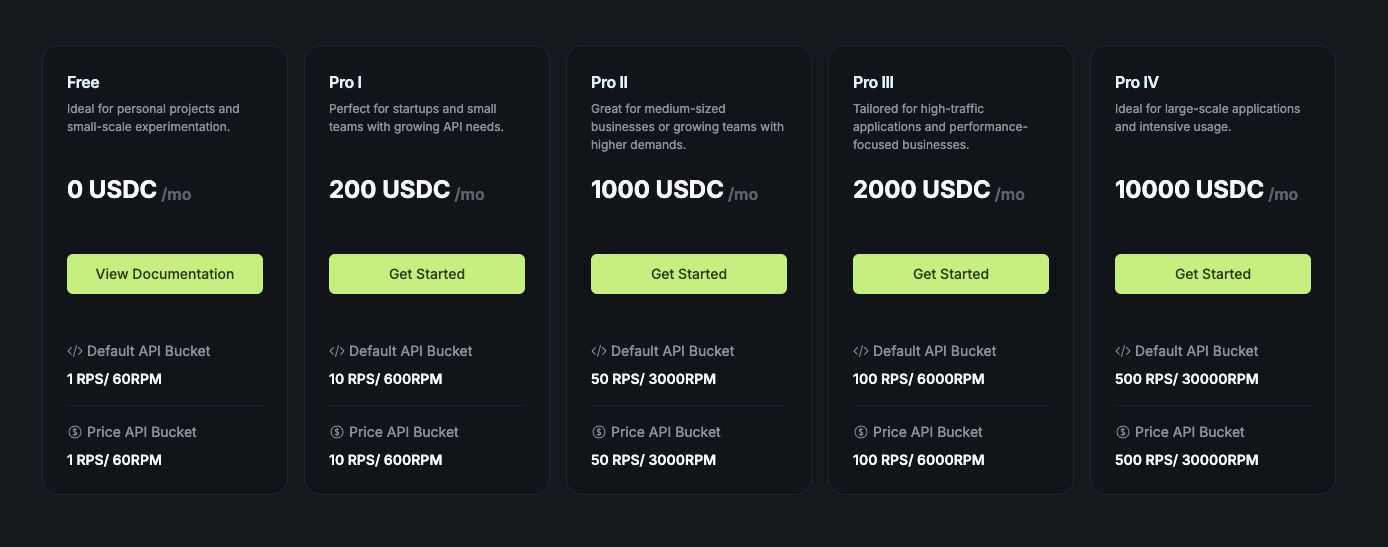 Free
Ideal for personal projects and
small-scale experimentation.
0 USDC /mo
View Documentation
</> Default API Bucket
1 RPS/ 60RPM
Price API Bucket
1 RPS/ 60RPM
Pro I
Perfect for startups and small
teams with growing API needs.
200 USDC /mo
Get Started
</> Default API Bucket
10 RPS/ 600RPM
Price API Bucket
10 RPS/ 600RPM
Pro II
Great for medium-sized
businesses or growing teams with
higher demands.
1000 USDC /mo
Get Started
</> Default API Bucket
50 RPS/ 3000RPM
Price API Bucket
50 RPS/ 3000RPM
Pro III
Tailored for high-traffic
applications and performance-
focused businesses.
2000 USDC /mo
Get Started
</> Default API Bucket
100 RPS/ 6000RPM
Price API Bucket
100 RPS/ 6000RPM
Pro IV
Ideal for large-scale applications
and intensive usage.
10000 USDC /mo
Get Started
</> Default API Bucket
500 RPS/ 30000RPM
Price API Bucket
500 RPS/ 30000RPM